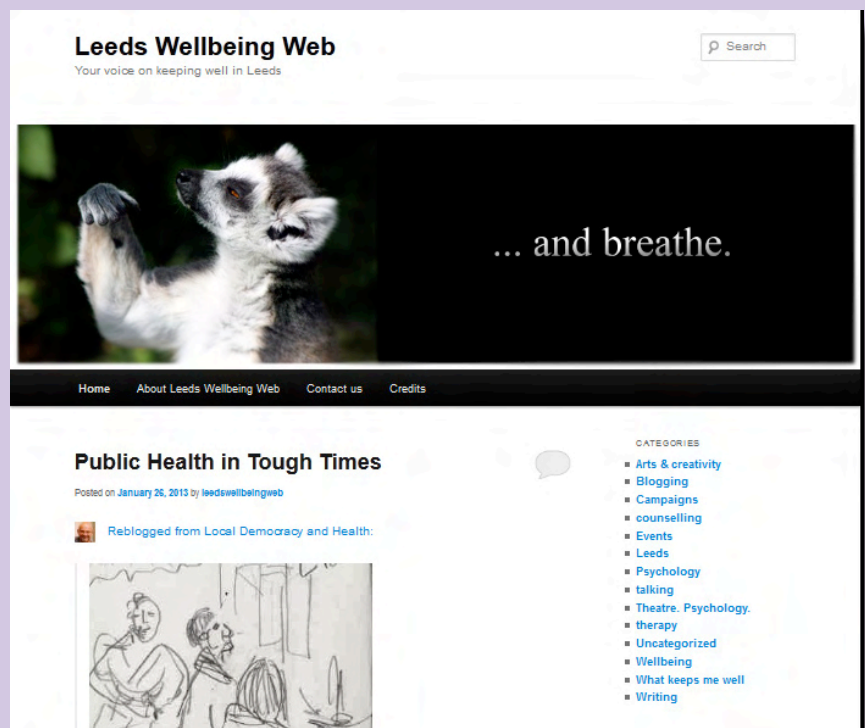 Leeds Wellbeing Web
Your voice on keeping well in Leeds
Search
... and breathe.
Home About Leeds Wellbeing Web Contact us Credits
Public Health in Tough Times
Posted on January 26, 2013 by leedswellbeingweb
Reblogged from Local Democracy and Health:
CATEGORIES
Arts & creativity
Blogging
Campaigns
counselling
Events
Leeds
Psychology
talking
Theatre. Psychology.
therapy
Uncategorized
Wellbeing
What keeps me well
Writing